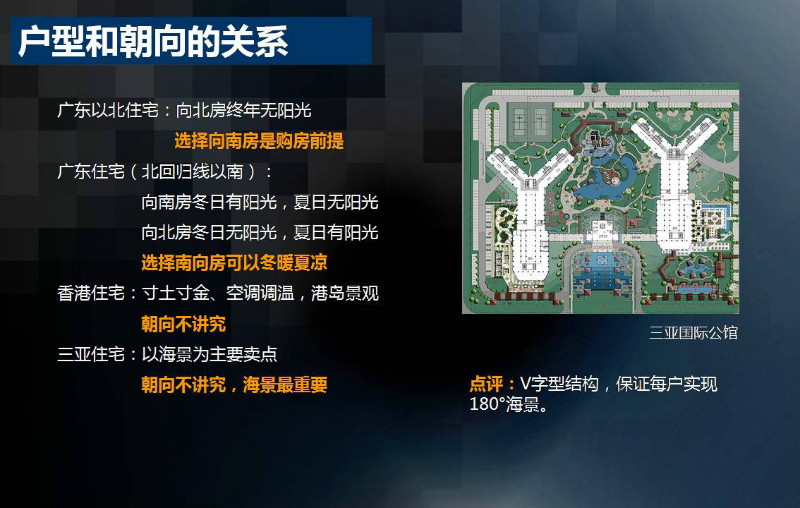 户型和朝向的关系
广东以北住宅：向北房终年无阳光
选择向南房是购房前提
广东住宅（北回归线以南）：
向南房冬日有阳光，夏日无阳光
向北房冬日无阳光，夏日有阳光
选择南向房可以冬暖夏凉
香港住宅：寸土寸金、空调调温，港岛景观
朝向不讲究
三亚住宅：以海景为主要卖点
朝向不讲究，海景最重要
三亚国际公馆
点评：V字型结构，保证每户实现
180°海景。